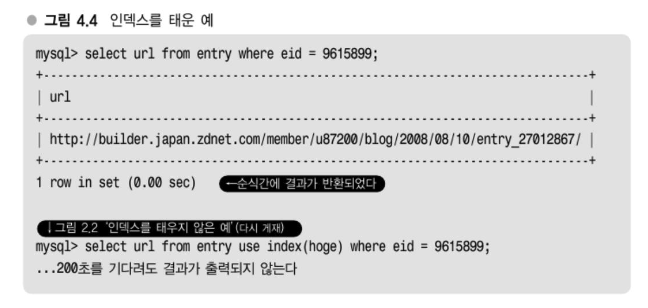 ● 그림 4.4 인덱스를 태운 예
mysql> select url from entry where eid = 9615899;
+---------------------------------------------------------------------------+
| url |
+---------------------------------------------------------------------------+
| http://builder.japan.zdnet.com/member/u87200/blog/2008/08/10/entry_27012867/ |
+---------------------------------------------------------------------------+
1 row in set (0.00 sec) ←순식간에 결과가 반환되었다
↓그림 2.2 '인덱스를 태우지 않은 예'(다시 게재)
mysql> select url from entry use index(hoge) where eid = 9615899;
...200초를 기다려도 결과가 출력되지 않는다